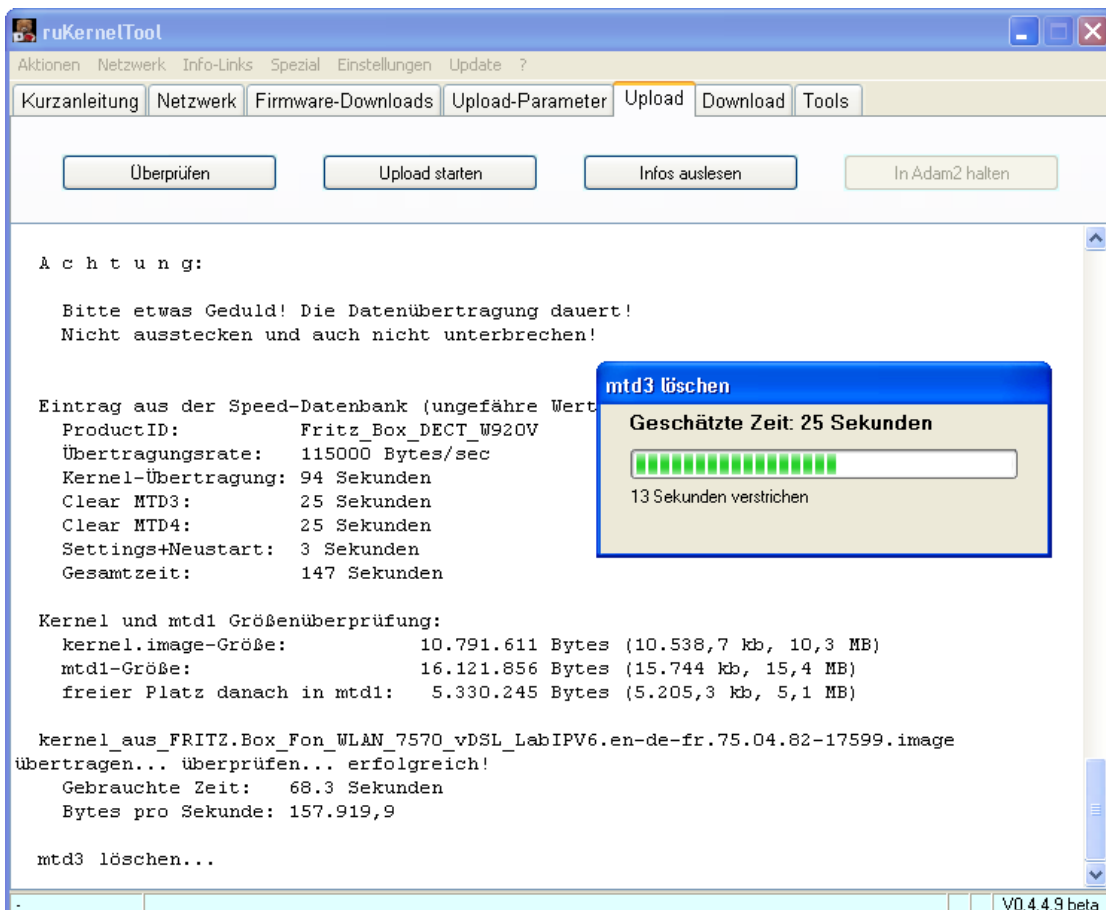 ruKernelTool
Aktionen Netzwerk Info-Links Spezial Einstellungen Update ?
Kurzanleitung Netzwerk Firmware-Downloads Upload-Parameter Upload Download Tools
Überprüfen Upload starten Infos auslesen In Adam2 halten
A c h t u n g:
Bitte etwas Geduld! Die Datenübertragung dauert!
Nicht ausstecken und auch nicht unterbrechen!
mtd3 löschen
Geschätzte Zeit: 25 Sekunden
13 Sekunden verstrichen
Eintrag aus der Speed-Datenbank (ungefähre Wert
ProductID: Fritz_Box_DECT_W920V
Übertragungsrate: 115000 Bytes/sec
Kernel-Übertragung: 94 Sekunden
Clear MTD3: 25 Sekunden
Clear MTD4: 25 Sekunden
Settings+Neustart: 3 Sekunden
Gesamtzeit: 147 Sekunden
Kernel und mtd1 Größenüberprüfung:
kernel.image-Größe: 10.791.611 Bytes (10.538,7 kb, 10,3 MB)
mtd1-Größe: 16.121.856 Bytes (15.744 kb, 15,4 MB)
freier Platz danach in mtd1: 5.330.245 Bytes (5.205,3 kb, 5,1 MB)
kernel_aus_FRITZ.Box_Fon_WLAN_7570_vDSL_LabIPV6.en-de-fr.75.04.82-17599.image
übertragen... überprüfen... erfolgreich!
Gebrauchte Zeit: 68.3 Sekunden
Bytes pro Sekunde: 157.919,9
mtd3 löschen...
- V0.4.4.9 beta